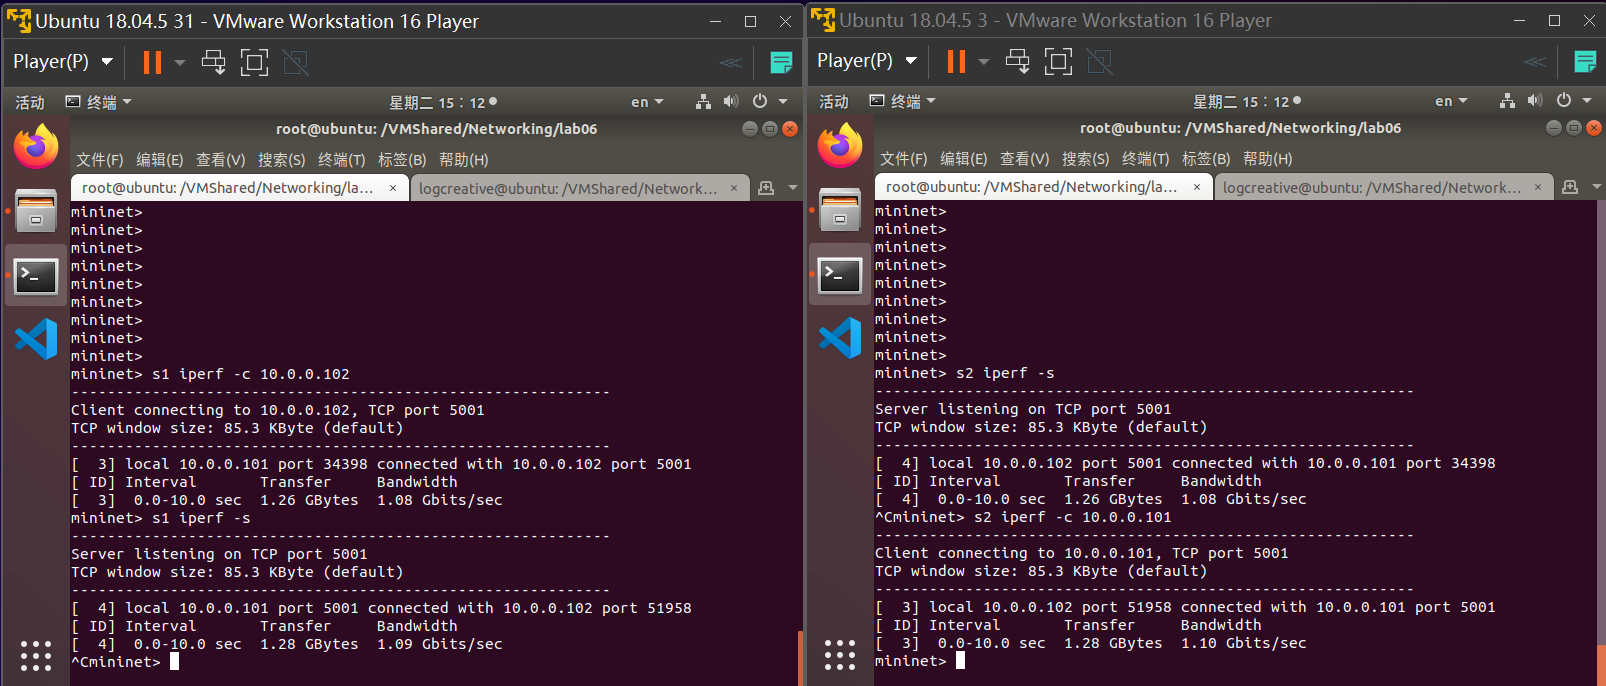 Ubuntu 18.04.5 31 - VMware Workstation 16 Player
Player(P)
活动 终端 星期二 15：12 en
root@ubuntu: /VMShared/Networking/lab06
文件(F) 编辑(E) 查看(V) 搜索(S) 终端(T) 标签(B) 帮助(H)
root@ubuntu: /VMShared/Networking/la... × logcreative@ubuntu: /VMShared/Network... ×
mininet>
mininet>
mininet>
mininet>
mininet>
mininet>
mininet>
mininet>
mininet>
mininet> s1 iperf -c 10.0.0.102
------------------------------------------------------------
Client connecting to 10.0.0.102, TCP port 5001
TCP window size: 85.3 KByte (default)
------------------------------------------------------------
[  3] local 10.0.0.101 port 34398 connected with 10.0.0.102 port 5001
[ ID] Interval       Transfer     Bandwidth
[  3]  0.0-10.0 sec  1.26 GBytes  1.08 Gbits/sec
mininet> s1 iperf -s
------------------------------------------------------------
Server listening on TCP port 5001
TCP window size: 85.3 KByte (default)
------------------------------------------------------------
[  4] local 10.0.0.101 port 5001 connected with 10.0.0.102 port 51958
[ ID] Interval       Transfer     Bandwidth
[  4]  0.0-10.0 sec  1.28 GBytes  1.09 Gbits/sec
^Cmininet>
Ubuntu 18.04.5 3 - VMware Workstation 16 Player
Player(P)
活动 终端 星期二 15：12 en
root@ubuntu: /VMShared/Networking/lab06
文件(F) 编辑(E) 查看(V) 搜索(S) 终端(T) 标签(B) 帮助(H)
root@ubuntu: /VMShared/Networking/la... × logcreative@ubuntu: /VMShared/Network... ×
mininet>
mininet>
mininet>
mininet>
mininet>
mininet>
mininet>
mininet>
mininet>
mininet> s2 iperf -s
------------------------------------------------------------
Server listening on TCP port 5001
TCP window size: 85.3 KByte (default)
------------------------------------------------------------
[  4] local 10.0.0.102 port 5001 connected with 10.0.0.101 port 34398
[ ID] Interval       Transfer     Bandwidth
[  4]  0.0-10.0 sec  1.26 GBytes  1.08 Gbits/sec
^Cmininet> s2 iperf -c 10.0.0.101
------------------------------------------------------------
Client connecting to 10.0.0.101, TCP port 5001
TCP window size: 85.3 KByte (default)
------------------------------------------------------------
[  3] local 10.0.0.102 port 51958 connected with 10.0.0.101 port 5001
[ ID] Interval       Transfer     Bandwidth
[  3]  0.0-10.0 sec  1.28 GBytes  1.10 Gbits/sec
mininet>